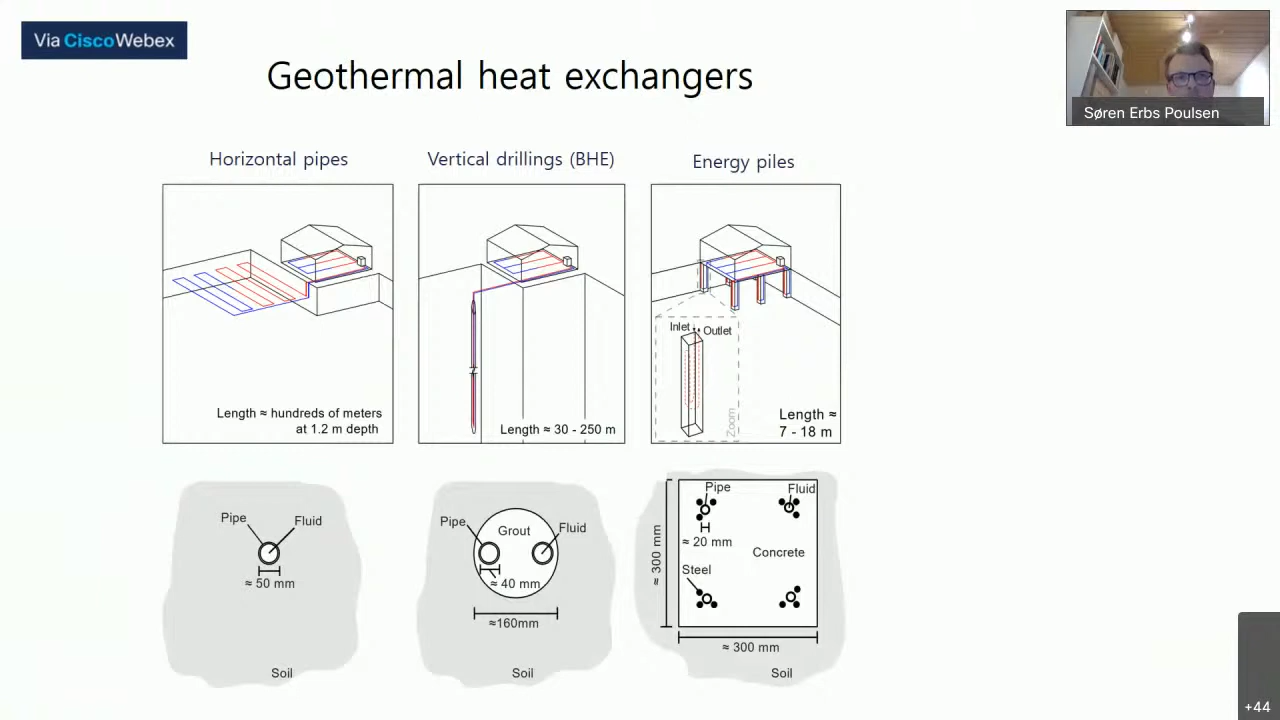 Via CiscoWebex
Geothermal heat exchangers
Søren Erbs Poulsen
Horizontal pipes
Vertical drillings (BHE)
Energy piles
Length ≈ hundreds of meters
at 1.2 m depth
Length ≈ 30 - 250 m
Inlet
Outlet
Zoom
Length ≈
7 - 18 m
Pipe
Fluid
≈ 50 mm
Soil
Pipe
Grout
Fluid
≈ 40 mm
≈160mm
Soil
Pipe
Fluid
≈ 20 mm
Concrete
Steel
≈ 300 mm
≈ 300 mm
Soil
+44